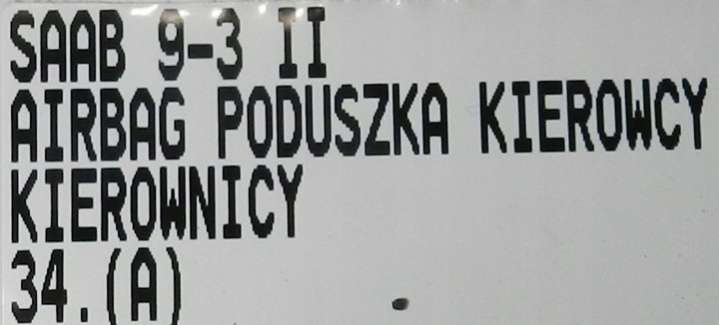 SAAB 9-3 II
AIRBAG PODUSZKA KIEROWCY
KIEROWNICY
34.(A)